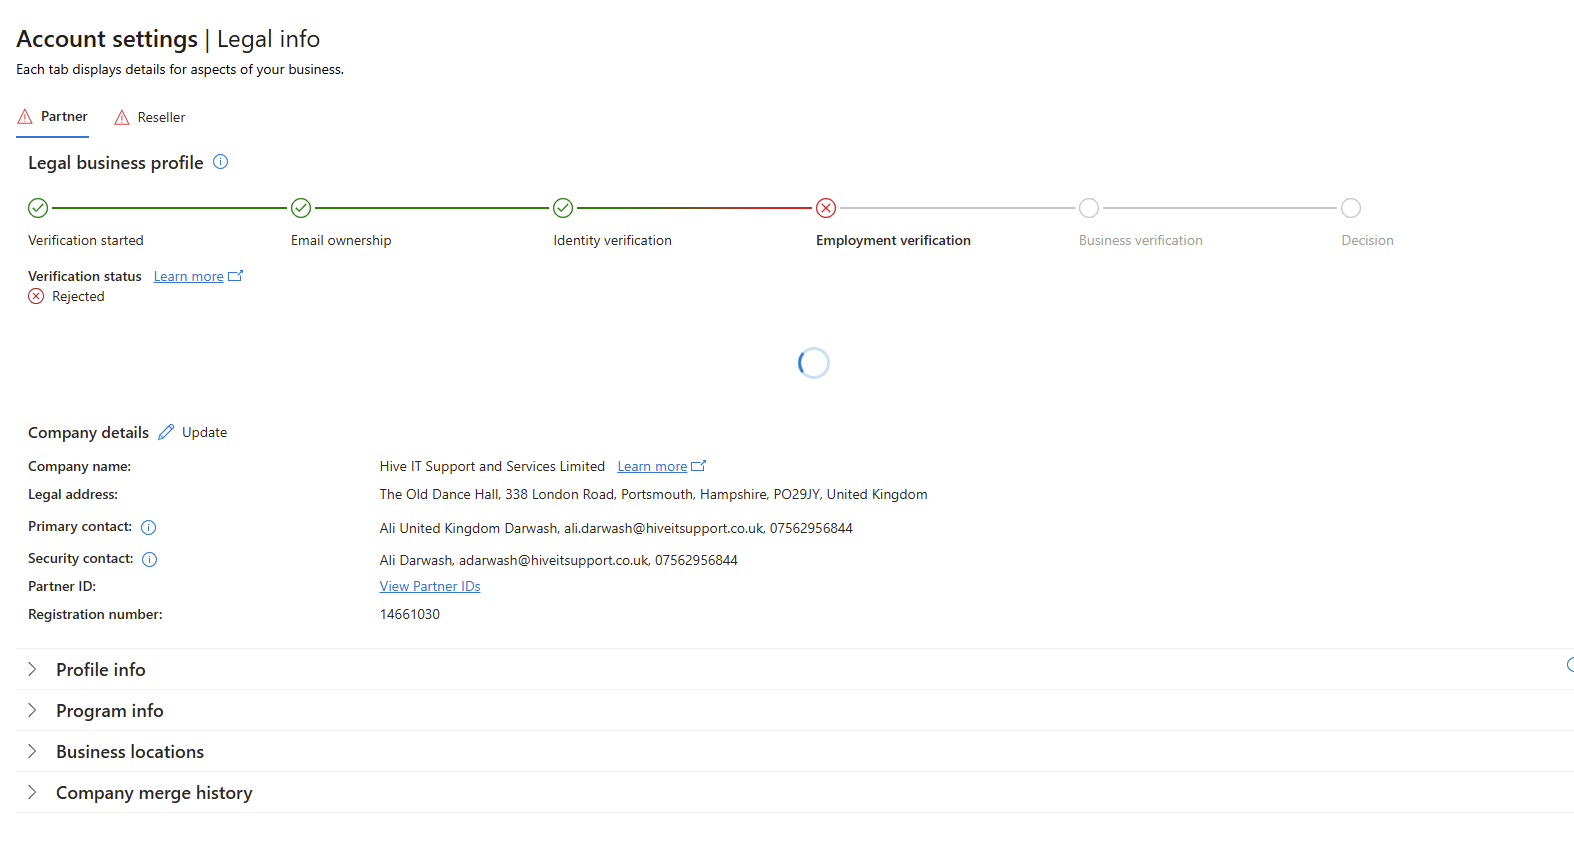 Account settings | Legal info
Each tab displays details for aspects of your business.
Partner Reseller
Legal business profile
Verification started Email ownership Identity verification Employment verification Business verification Decision
Verification status Learn more
Rejected
Company details Update
Company name: Hive IT Support and Services Limited Learn more
Legal address: The Old Dance Hall, 338 London Road, Portsmouth, Hampshire, PO29JY, United Kingdom
Primary contact: Ali United Kingdom Darwash, ali.darwash@hiveitsupport.co.uk, 07562956844
Security contact: Ali Darwash, adarwash@hiveitsupport.co.uk, 07562956844
Partner ID: View Partner IDs
Registration number: 14661030
Profile info
Program info
Business locations
Company merge history